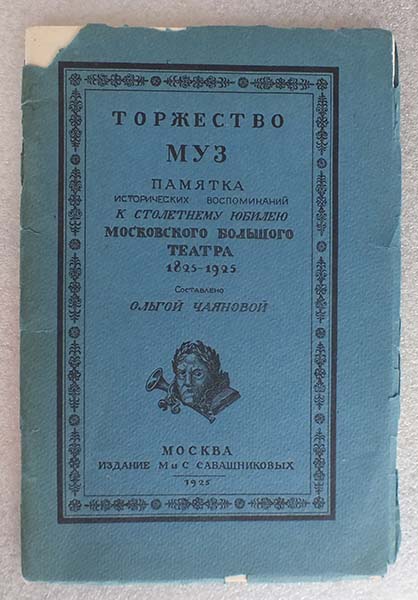 ТОРЖЕСТВО
МУЗ
ПАМЯТКА
ИСТОРИЧЕСКИХ ВОСПОМИНАНИЙ
К СТОЛЕТНЕМУ ЮБИЛЕЮ
МОСКОВСКОГО БОЛЬШОГО
ТЕАТРА
1825-1925
СОСТАВЛЕНО
ОЛЬГОЙ ЧАЯНОВОЙ
МОСКВА
ИЗДАНИЕ М и С САБАШНИКОВЫХ
1925